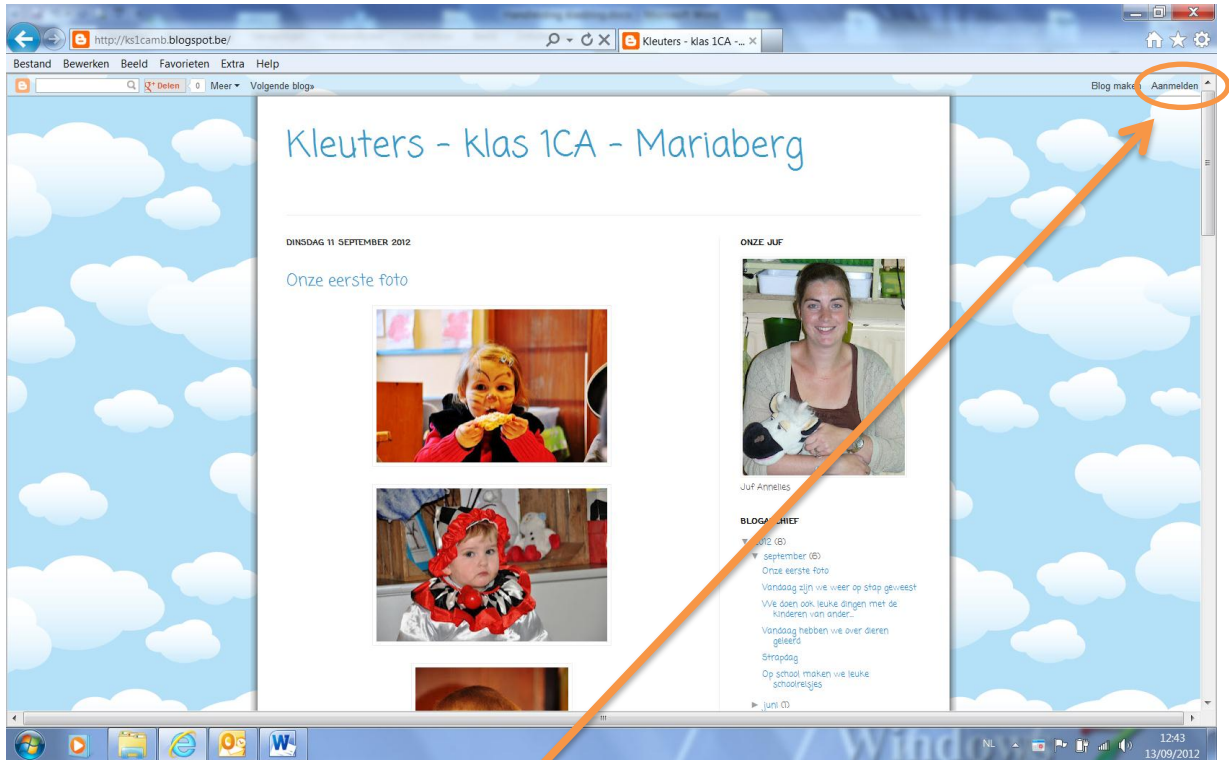 http://ks1camb.blogspot.be/
Kleuters - klas 1CA -...
Bestand Bewerken Beeld Favorieten Extra Help
Delen 0 Meer Volgende blog»
Blog maken Aanmelden
Kleuters - klas 1CA - Mariaberg
DINSDAG 11 SEPTEMBER 2012
Onze eerste foto
ONZE JUF
Juf Annelies
2012 (8)
september (6)
Onze eerste foto
Vandaag zijn we weer op stap geweest
We doen ook leuke dingen met de
kinderen van ander...
Vandaag hebben we over dieren
geleerd
Strapdag
Op school maken we leuke
schoolreisjes
juni (1)
NL
12:43
13/09/2012